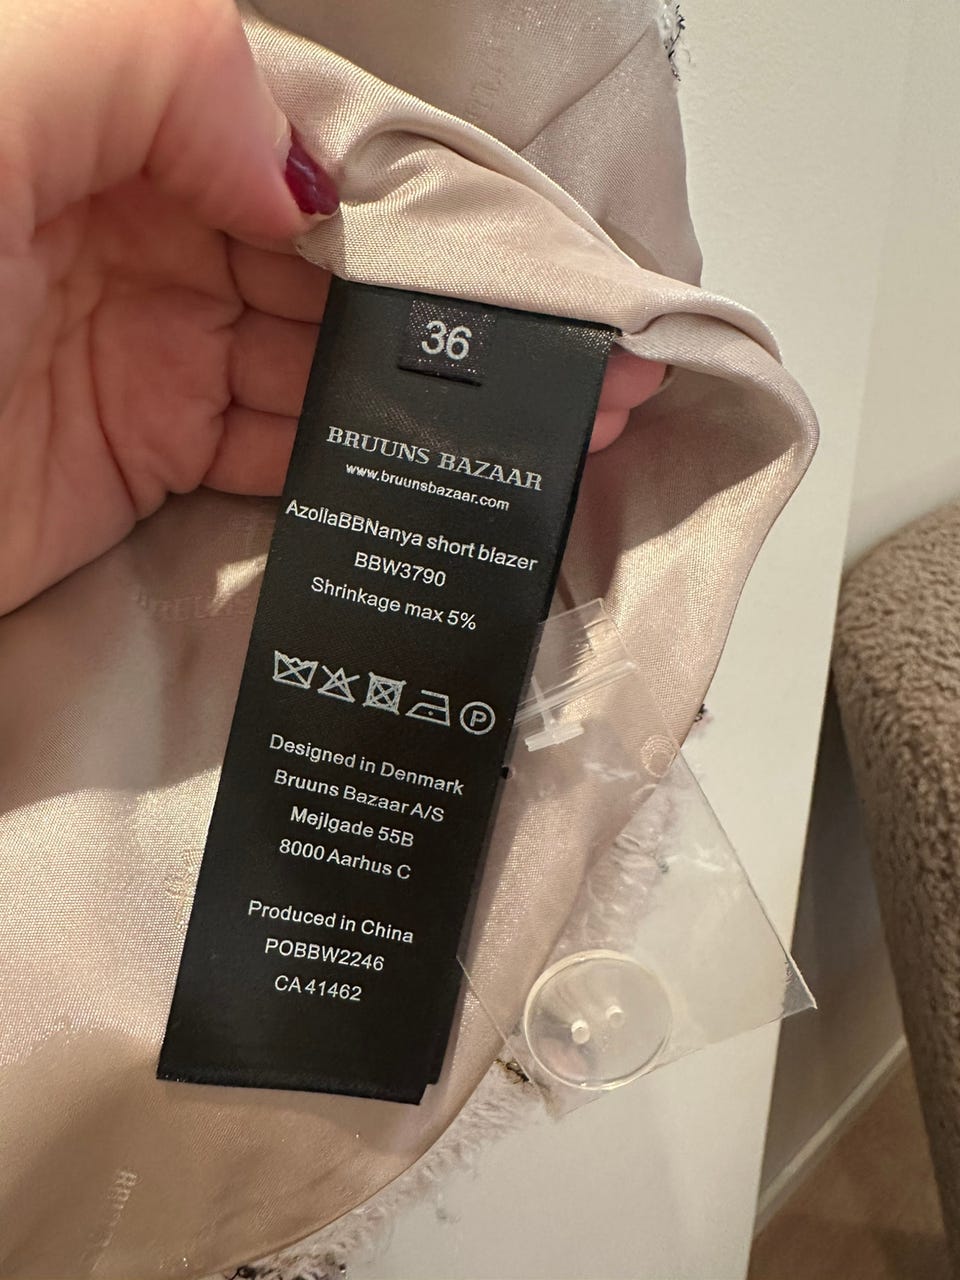 36
BRUUNS BAZAAR
www.bruunsbazaar.com
AzollaBBNanya short blazer
BBW3790
Shrinkage max 5%
P
Designed in Denmark
Bruuns Bazaar A/S
Mejlgade 55B
8000 Aarhus C
Produced in China
POBBW2246
CA 41462